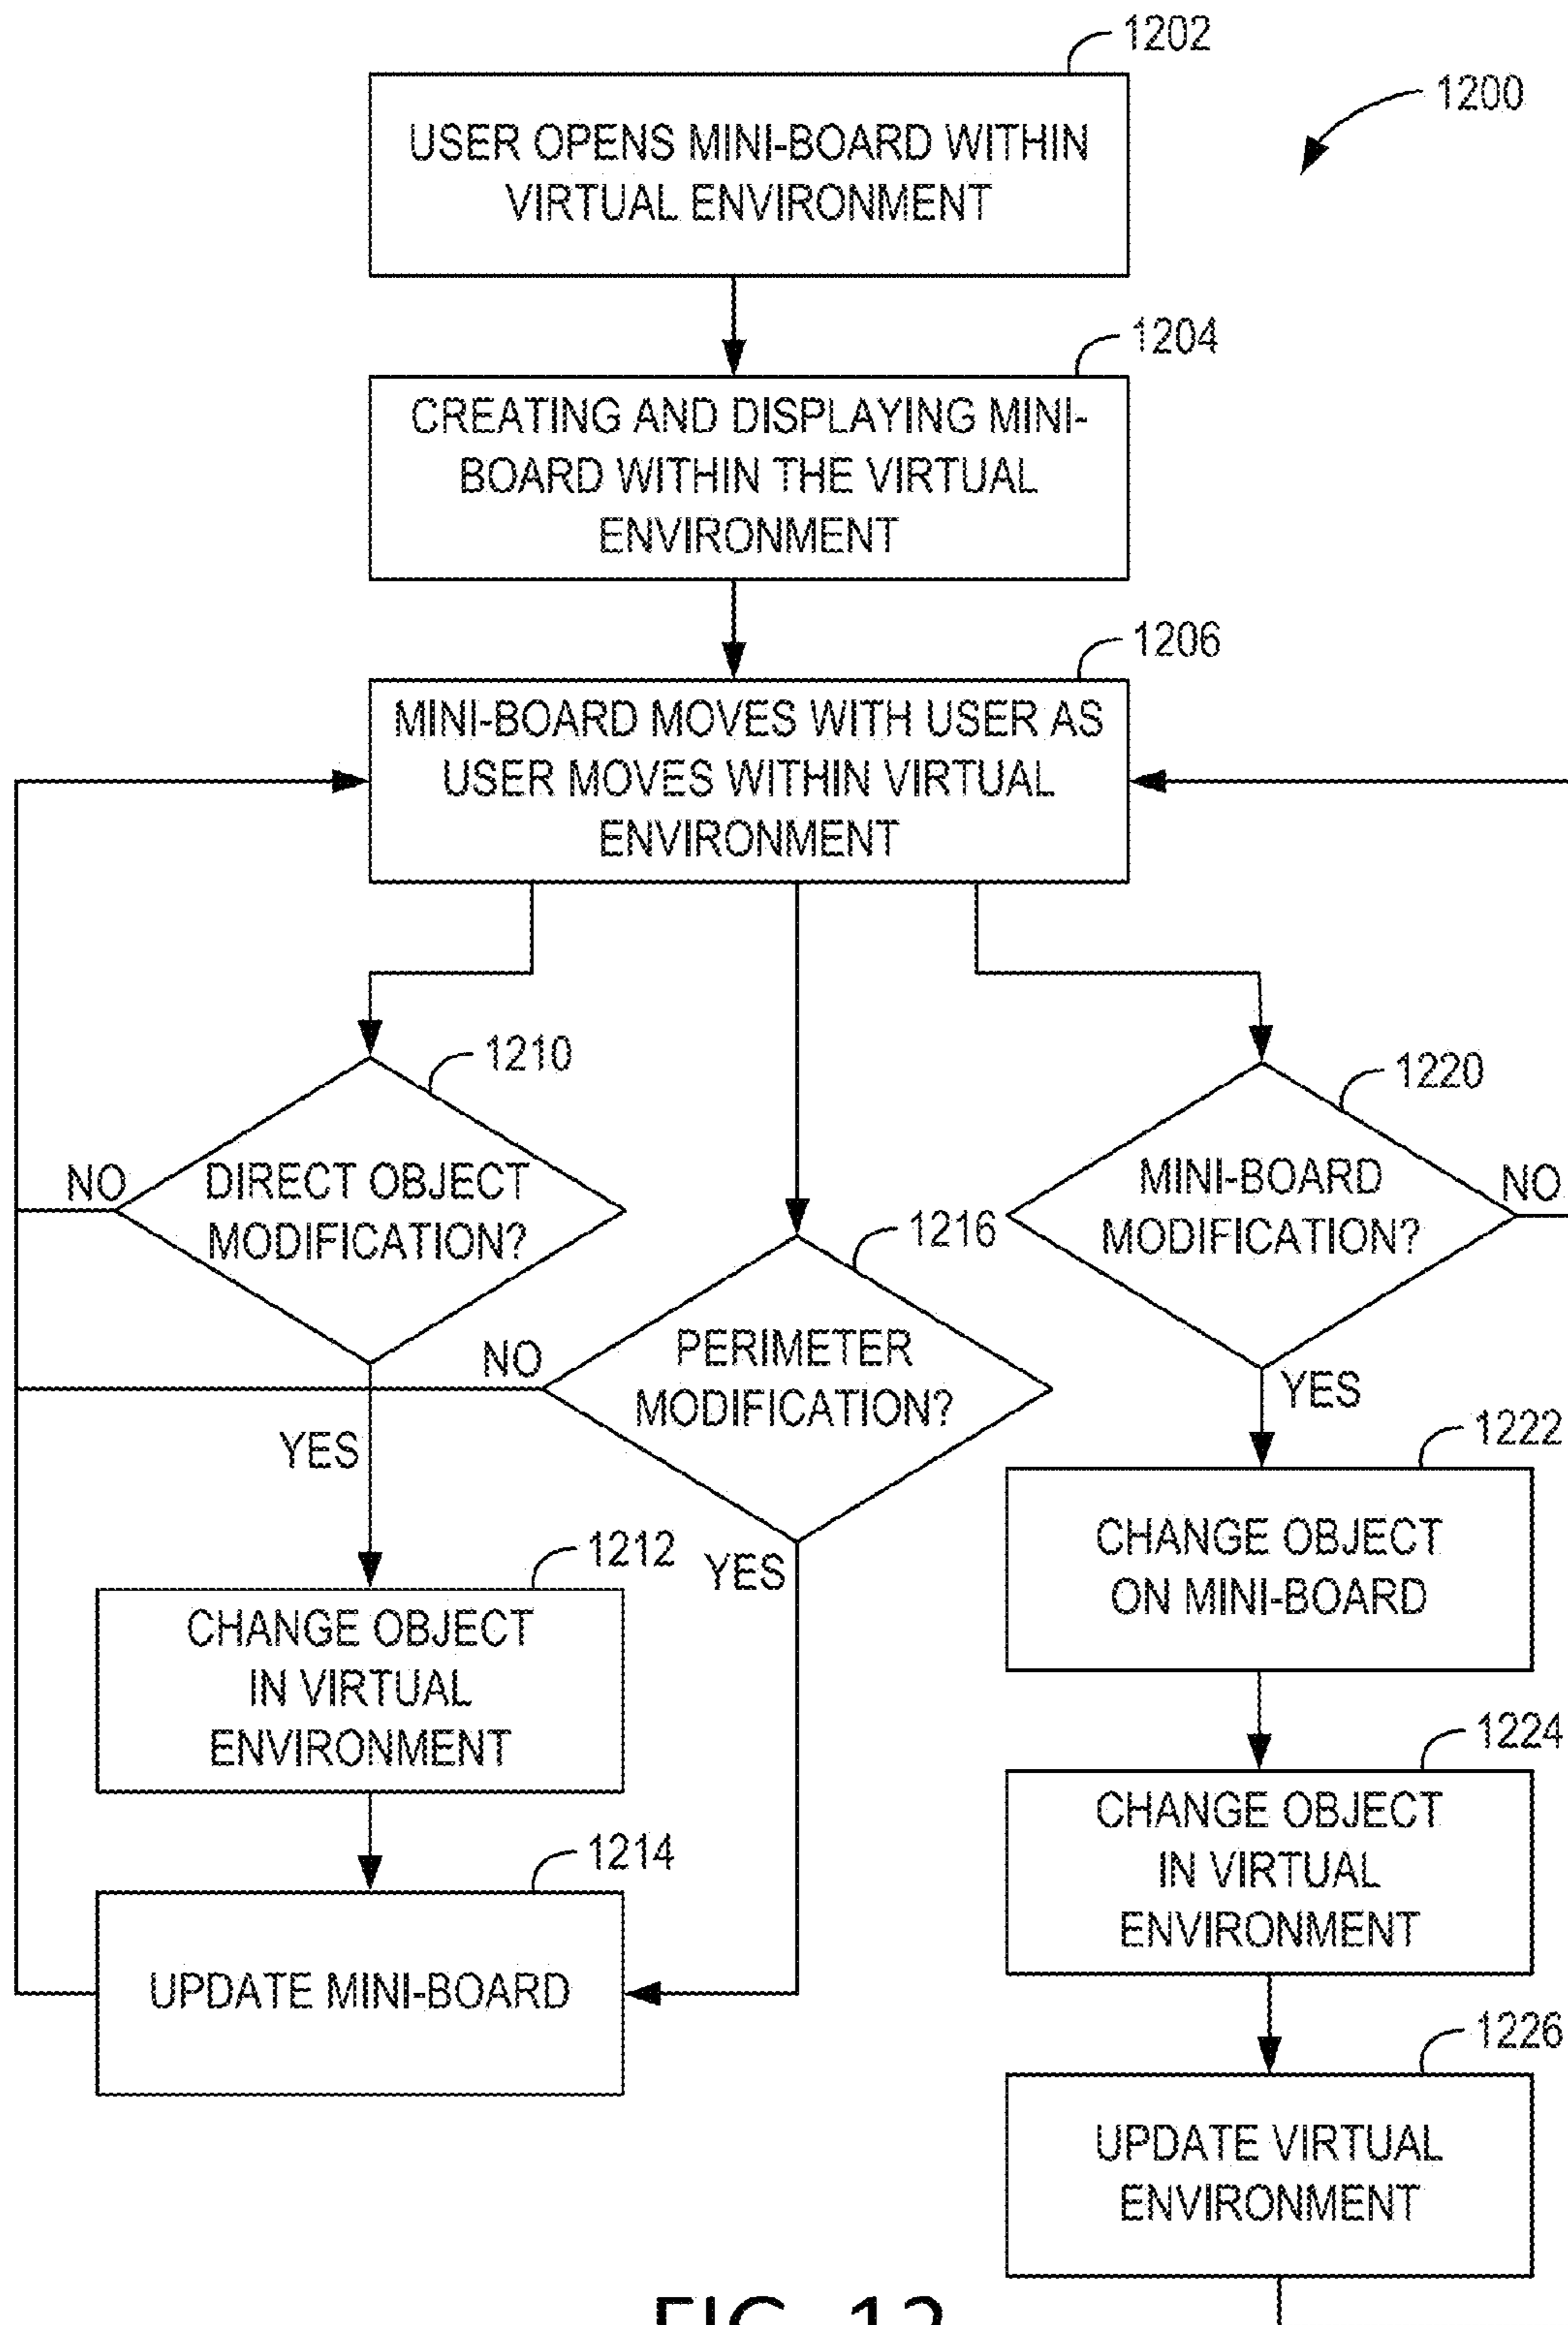 1202
1200
USER OPENS MINI-BOARD WITHIN
VIRTUAL ENVIRONMENT
1204
CREATING AND DISPLAYING MINI-
BOARD WITHIN THE VIRTUAL
ENVIRONMENT
1206
MINI-BOARD MOVES WITH USER AS
USER MOVES WITHIN VIRTUAL
ENVIRONMENT
1210
NO
DIRECT OBJECT
MODIFICATION?
YES
1216
NO
PERIMETER
MODIFICATION?
YES
1220
MINI-BOARD
MODIFICATION?
NO
YES
1212
CHANGE OBJECT
IN VIRTUAL
ENVIRONMENT
1214
UPDATE MINI-BOARD
1222
CHANGE OBJECT
ON MINI-BOARD
1224
CHANGE OBJECT
IN VIRTUAL
ENVIRONMENT
1226
UPDATE VIRTUAL
ENVIRONMENT
FIG. 12